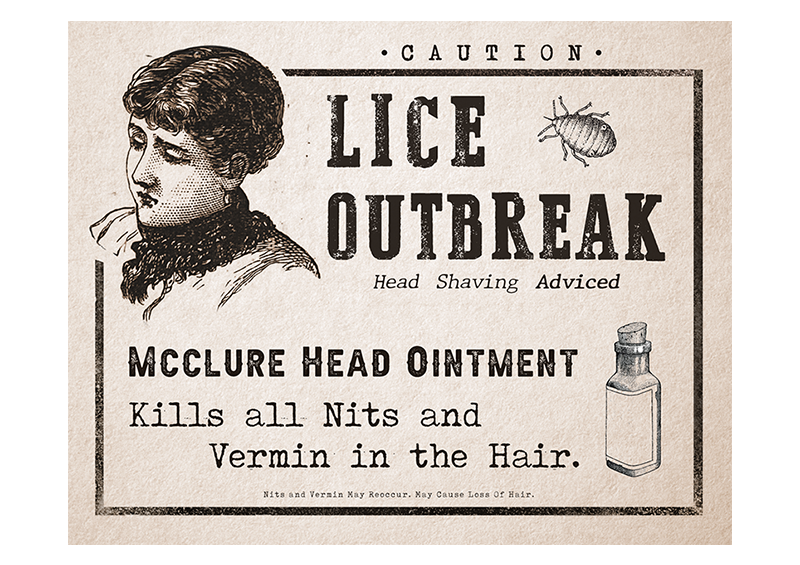 • CAUTION •
LICE
OUTBREAK
Head Shaving Adviced
MCCLURE HEAD OINTMENT
Kills all Nits and
Vermin in the Hair.
Nits and Vermin May Reoccur. May Cause Loss Of Hair.